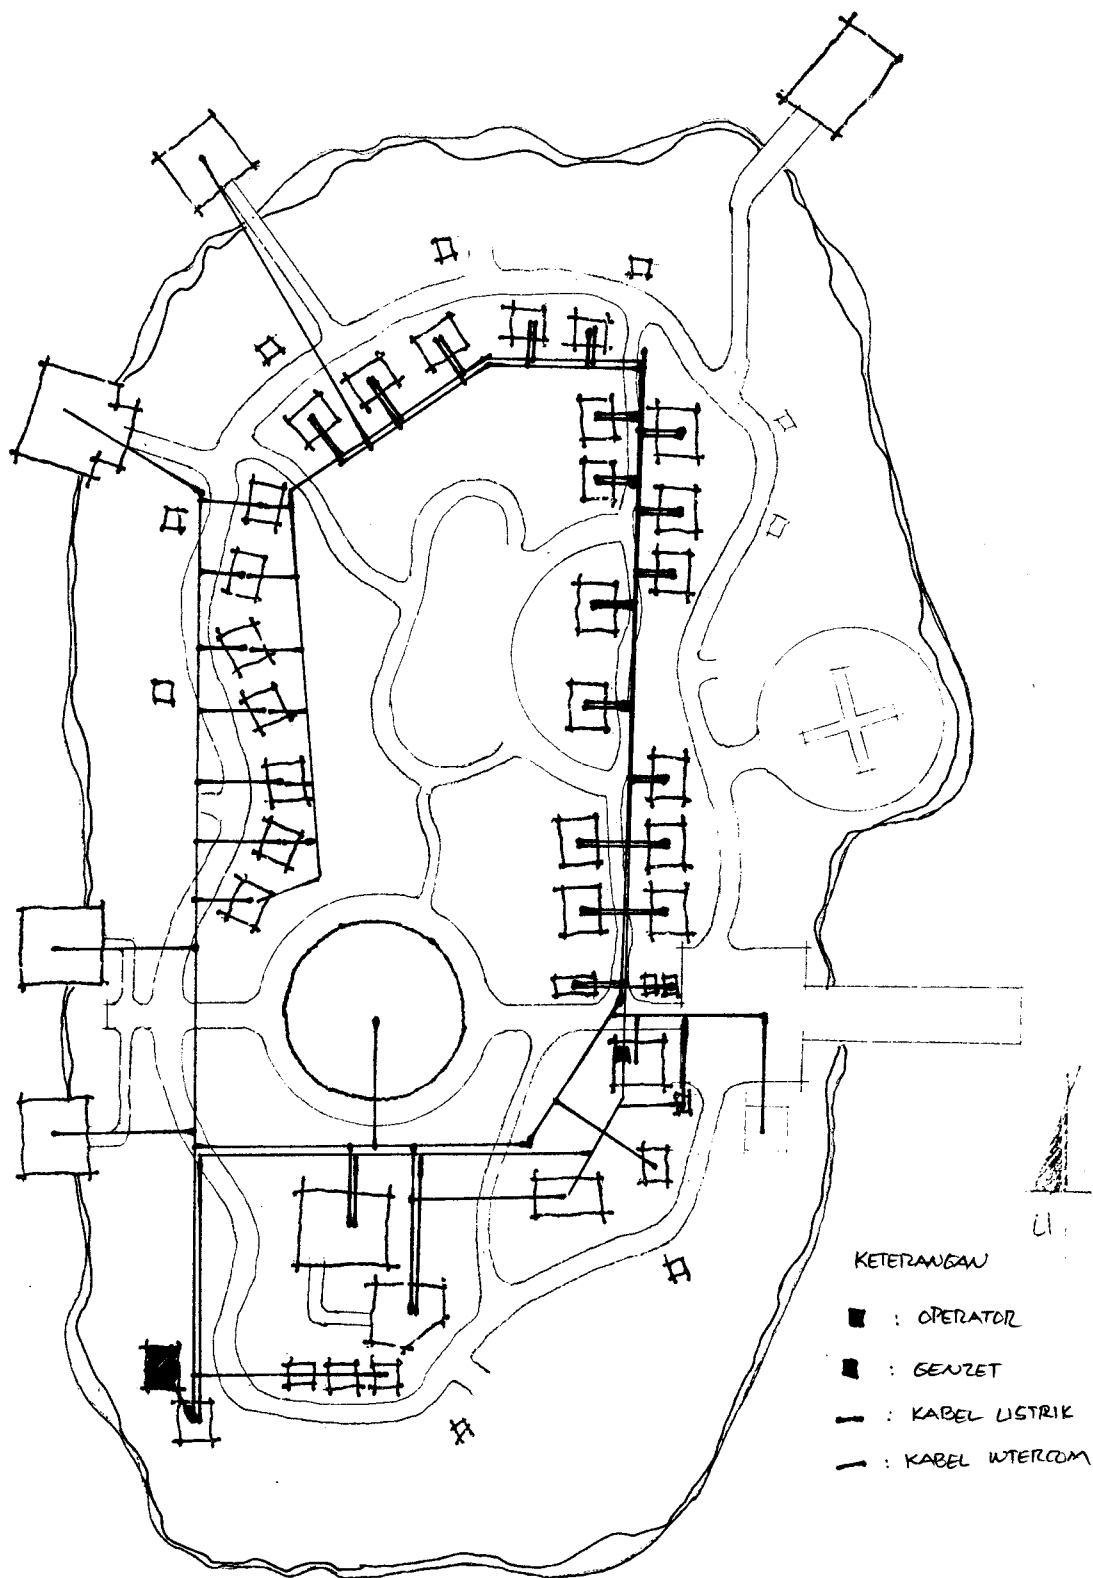 U
KETERANGAN
: OPERATOR
: GENZET
: KABEL LISTRIK
: KABEL INTERCOM